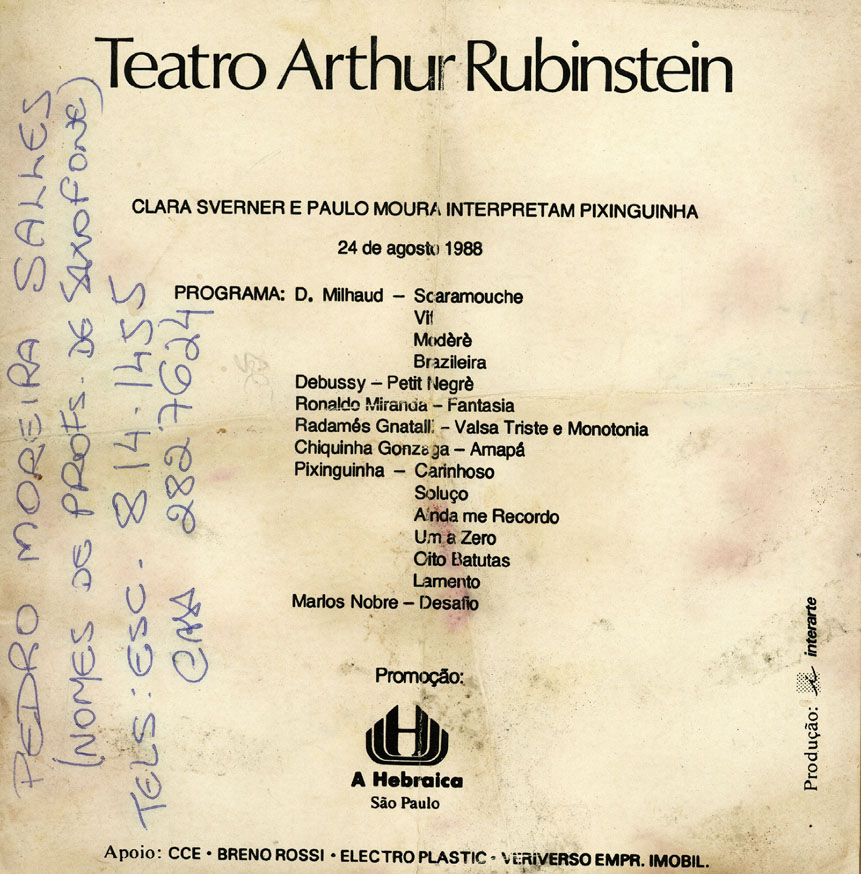 Teatro Arthur Rubinstein
CLARA SVERNER E PAULO MOURA INTERPRETAM PIXINGUINHA
24 de agosto 1988
PROGRAMA: D. Milhaud – Scaramouche
Vif
Modèrè
Brazileira
Debussy – Petit Negrè
Ronaldo Miranda – Fantasia
Radamés Gnatalli – Valsa Triste e Monotonia
Chiquinha Gonzaga – Amapá
Pixinguinha – Carinhoso
Soluço
Ainda me Recordo
Um a Zero
Oito Batutas
Lamento
Marlos Nobre – Desafio
Promoção:
A Hebraica
São Paulo
Produção: interarte
Apoio: CCE • BRENO ROSSI • ELECTRO PLASTIC • VERIVERSO EMPR. IMOBIL.
PEDRO MOREIRA SALLES
(NOMES DE PROFS. DE SAXOFONE)
TELS: ESC. 814.1455
CASA 2827624